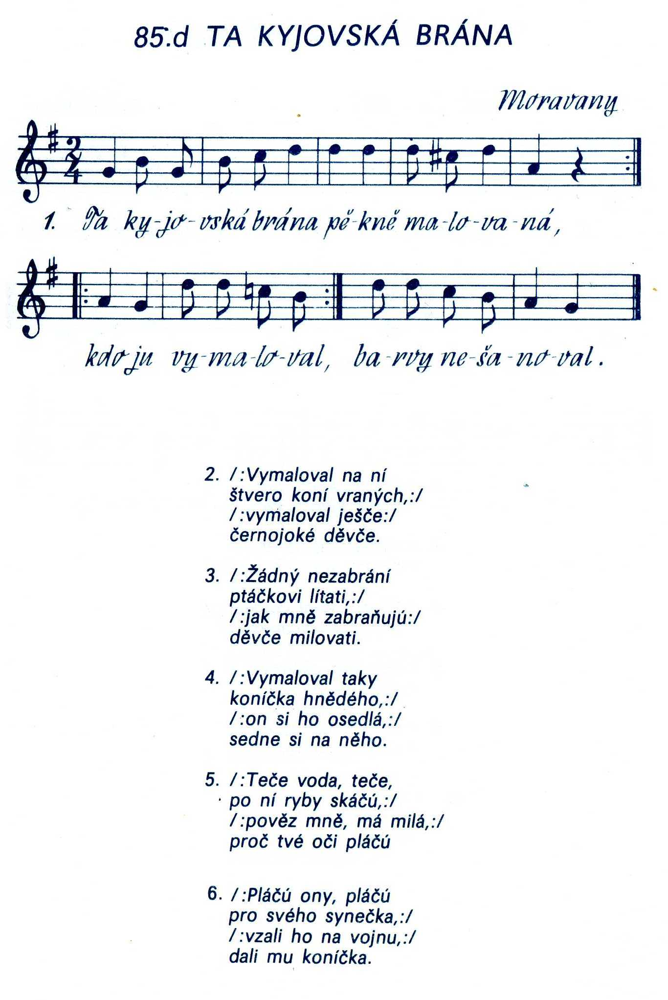 85.d TA KYJOVSKÁ BRÁNA
Moravany
1. Ta ky-jo-vská brána pě-kně ma-lo-va-ná,
kdo ju vy-ma-lo-val, ba-rvy ne-ša-no-val.
2. /:Vymaloval na ní
štvero koní vraných,:/
/:vymaloval ješče:/
černojoké děvče.
3. /:Žádný nezabrání
ptáčkovi lítati,:/
/:jak mně zabraňujú:/
děvče milovati.
4. /:Vymaloval taky
koníčka hnědého,:/
/:on si ho osedlá,:/
sedne si na něho.
5. /:Teče voda, teče,
po ní ryby skáčú,:/
/:pověz mně, má milá,:/
proč tvé oči pláčú
6. /:Pláčú ony, pláčú
pro svého synečka,:/
/:vzali ho na vojnu,:/
dali mu koníčka.